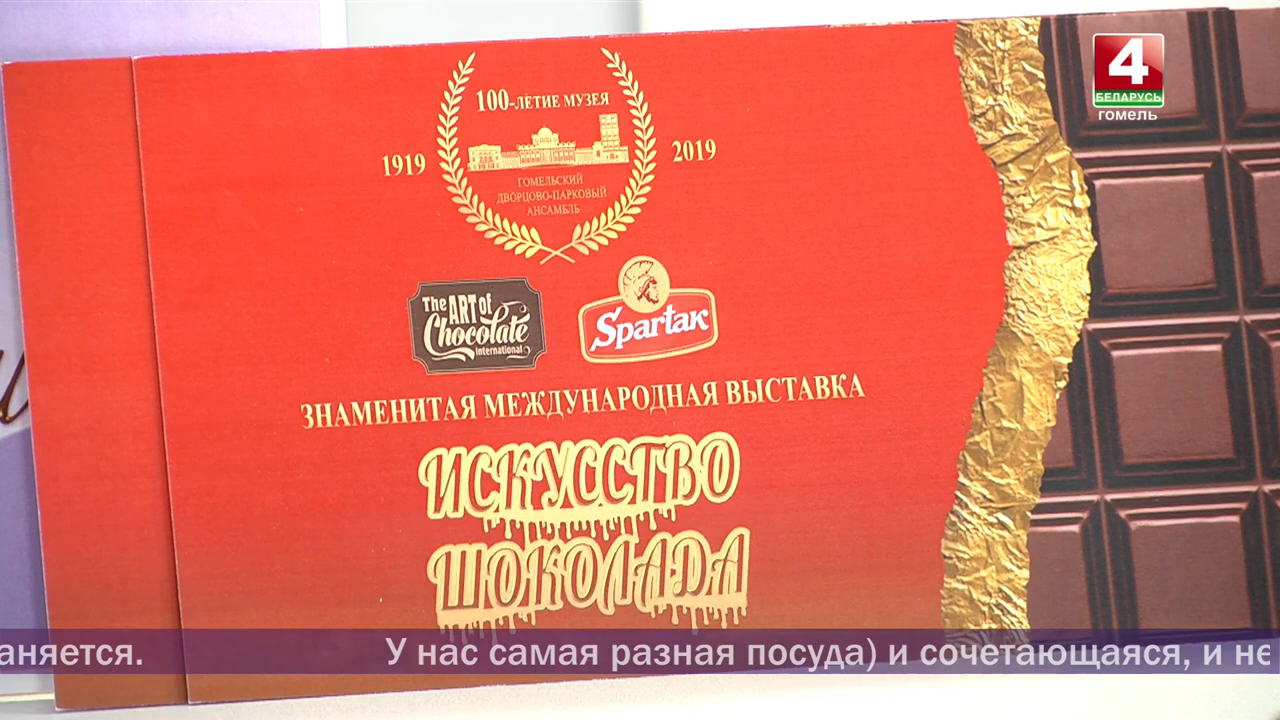 4
БЕЛАРУСЬ
гомель
100-ЛЕТИЕ МУЗЕЯ
1919
2019
ГОМЕЛЬСКИЙ
ДВОРЦОВО-ПАРКОВЫЙ
АНСАМБЛЬ
The ART of
Chocolate
international
Spartak
ЗНАМЕНИТАЯ МЕЖДУНАРОДНАЯ ВЫСТАВКА
ИСКУССТВО
ШОКОЛАДА
аняется. У нас самая разная посуда) и сочетающаяся, и не